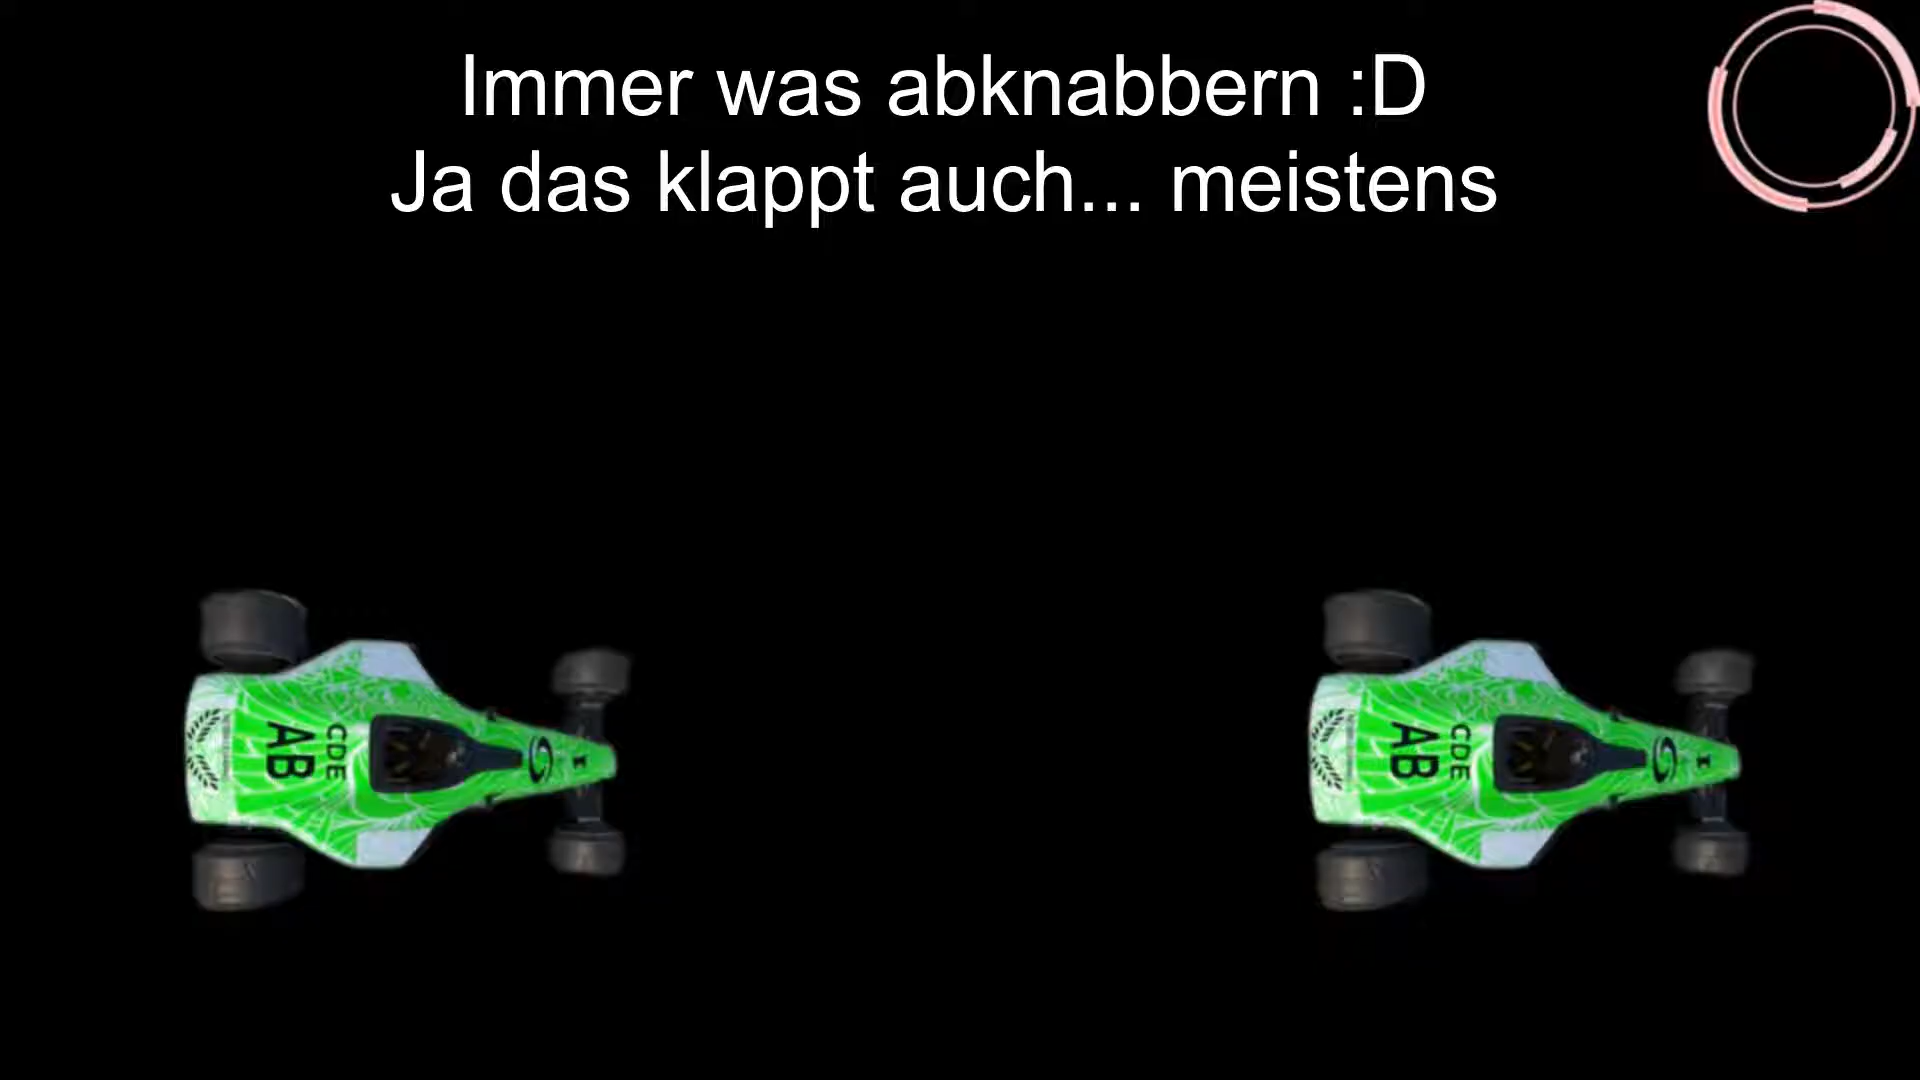 Immer was abknabbern :D
Ja das klappt auch... meistens
CDE
AB
CDE
AB